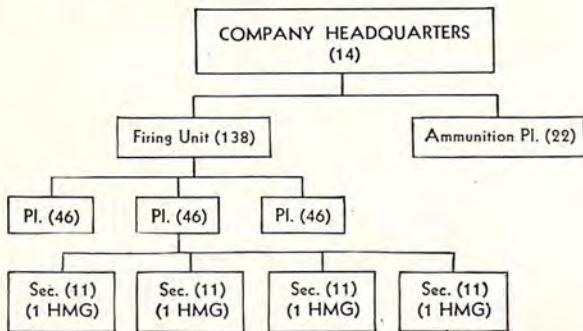 COMPANY HEADQUARTERS
(14)
Firing Unit (138)
Ammunition Pl. (22)
Pl. (46)
Pl. (46)
Pl. (46)
Sec. (11)
(1 HMG)
Sec. (11)
(1 HMG)
Sec. (11)
(1 HMG)
Sec. (11)
(1 HMG)